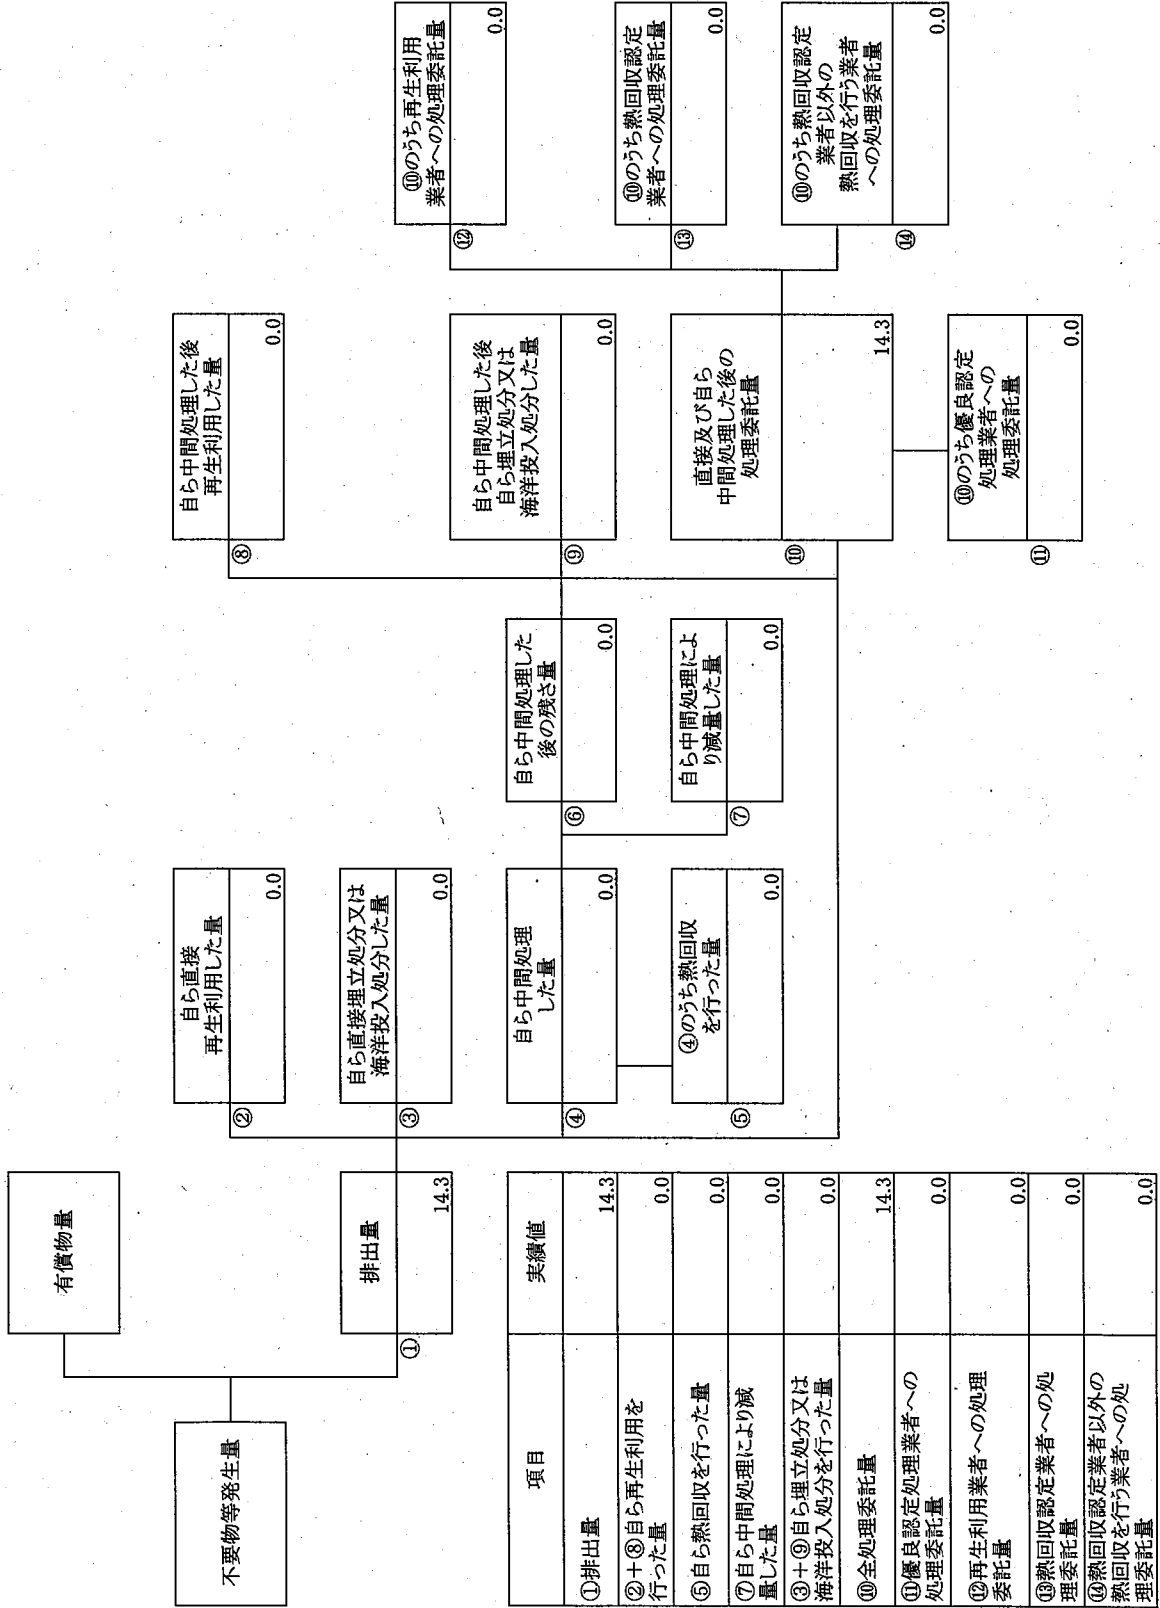 不要物等発生量
有償物量
排出量
①
14.3
自ら直接
再生利用した量
②
0.0
自ら直接埋立処分又は
海洋投入処分した量
③
0.0
自ら中間処理
した量
④
0.0
④のうち熱回収
を行った量
⑤
0.0
自ら中間処理した
後の残さ量
⑥
0.0
自ら中間処理によ
り減量した量
⑦
0.0
自ら中間処理した後
再生利用した量
⑧
0.0
自ら中間処理した後
自ら埋立処分又は
海洋投入処分した量
⑨
0.0
直接及び自ら
中間処理した後の
処理委託量
⑩
14.3
⑩のうち優良認定
処理業者への
処理委託量
⑪
0.0
⑩のうち再生利用
業者への処理委託量
⑫
0.0
⑩のうち熱回収認定
業者への処理委託量
⑬
0.0
⑩のうち熱回収認定
業者以外の
熱回収を行う業者
への処理委託量
⑭
0.0
項目 実績値
①排出量 14.3
②＋⑧自ら再生利用を
行った量 0.0
⑤自ら熱回収を行った量 0.0
⑦自ら中間処理により減
量した量 0.0
③＋⑨自ら埋立処分又は
海洋投入処分を行った量 0.0
⑩全処理委託量 14.3
⑪優良認定処理業者への
処理委託量 0.0
⑫再生利用業者への処理
委託量 0.0
⑬熱回収認定業者への処
理委託量 0.0
⑭熱回収認定業者以外の
熱回収を行う業者への処
理委託量 0.0